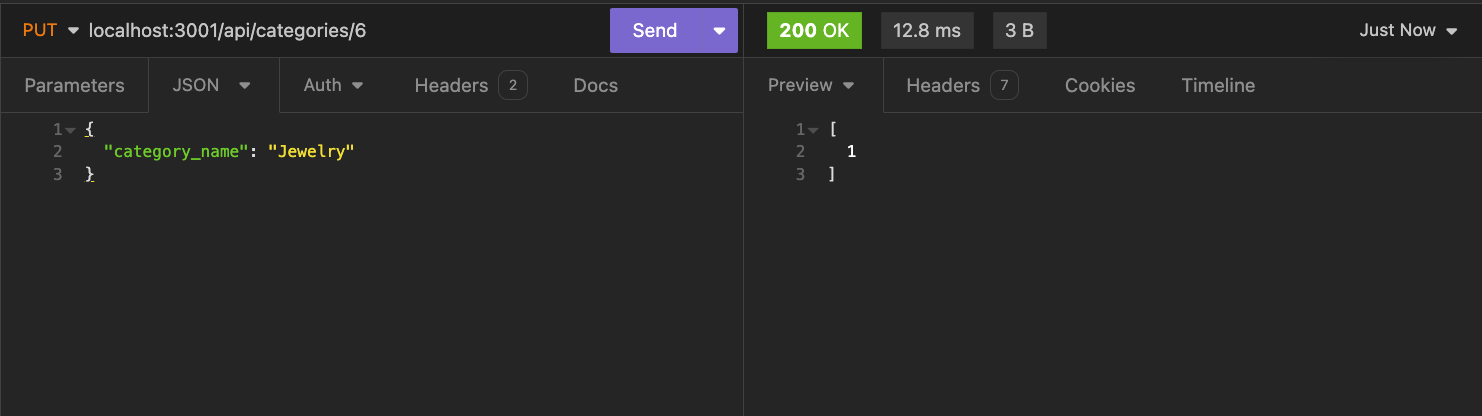 PUT localhost:3001/api/categories/6 Send 200 OK 12.8 ms 3 B Just Now
Parameters JSON Auth Headers 2 Docs Preview Headers 7 Cookies Timeline
1 {
2 "category_name": "Jewelry"
3 }
1 [
2 1
3 ]